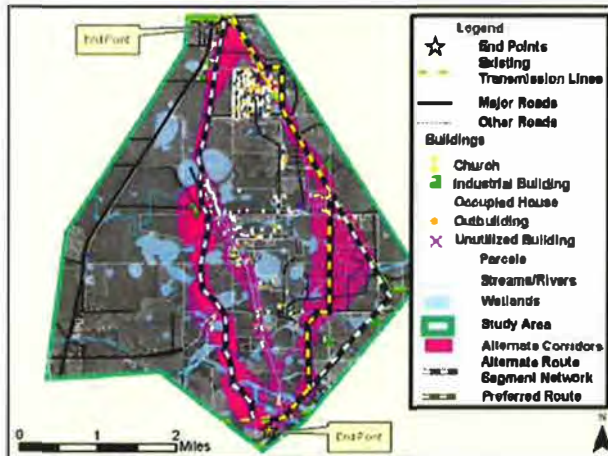 End Point
Legend
End Points
Existing
Transmission Lines
Major Roads
Other Roads
Buildings
Church
Industrial Building
Occupied House
Outbuilding
Unutilized Building
Parcels
Streams/Rivers
Wetlands
Study Area
Alternate Corridors
Alternate Route
Segment Network
Preferred Route
N
0 1 2
Miles
End Point